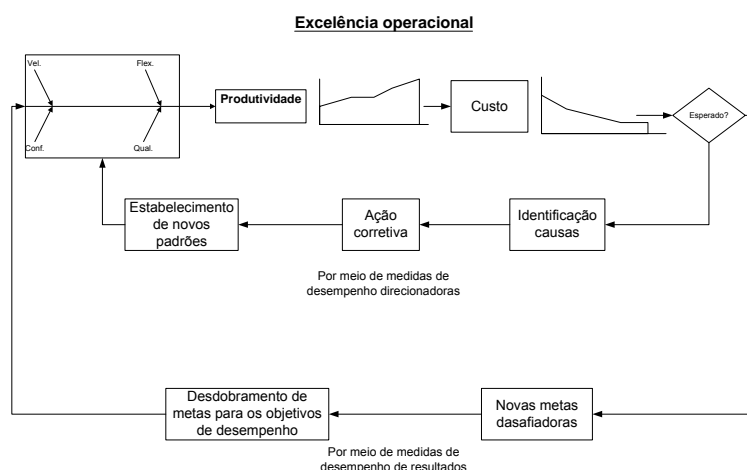 Excelência operacional
Vel.
Flex.
Conf.
Qual.
Produtividade
Custo
Esperado?
Estabelecimento
de novos
padrões
Ação
corretiva
Identificação
causas
Por meio de medidas de
desempenho direcionadoras
Desdobramento de
metas para os objetivos
de desempenho
Novas metas
dasafiadoras
Por meio de medidas de
desempenho de resultados